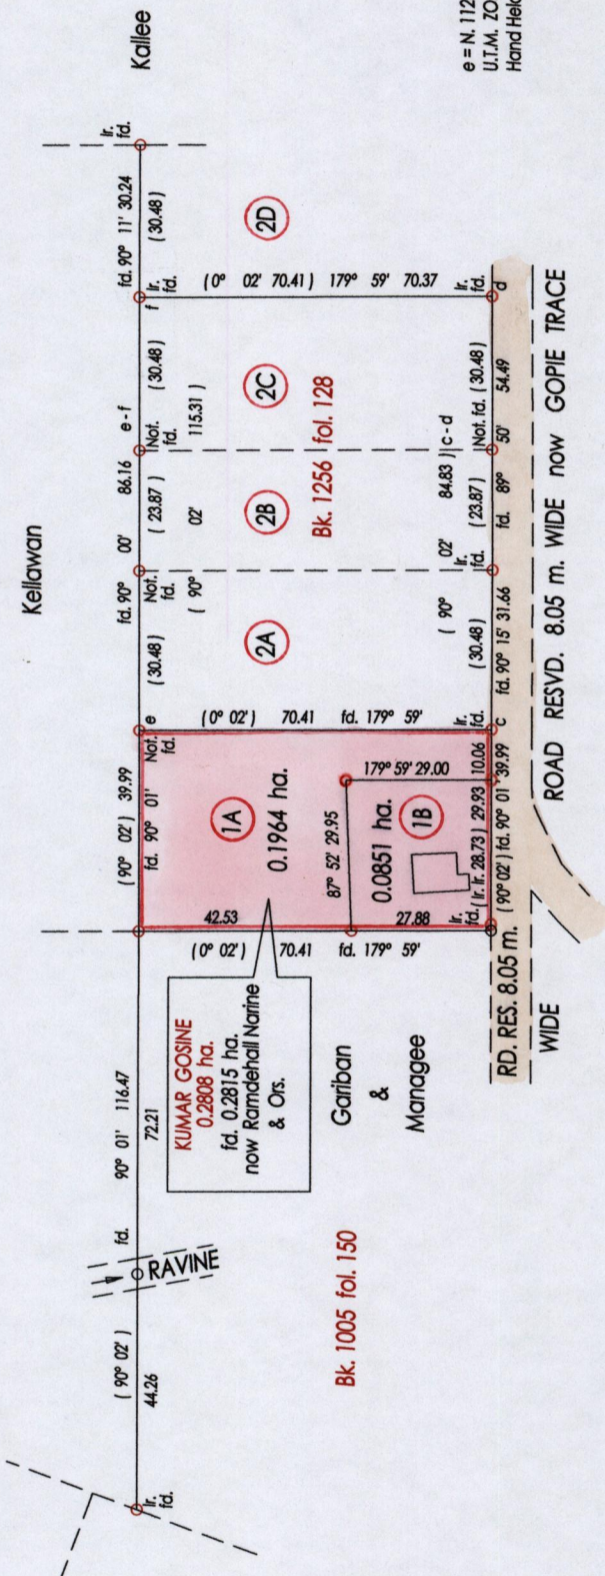 Kellawan
Kallee
( 90° 02' )
fd.
90° 01' 116.47
44.26
72.21
RAVINE
Ir.
fd.
(90° 02') 39.99
fd. 90° 01'
Not.
fd.
e
fd. 90° 00' 86.16 e - f
(30.48)
Not.
fd.
( 23.87 )
Not.
fd.
(30.48)
( 90° 02' 115.31 )
f
Ir.
fd.
fd. 90° 11' 30.24
(30.48)
Ir.
fd.
KUMAR GOSINE
0.2808 ha.
fd. 0.2815 ha.
now Ramdehall Narine
& Ors.
42.53
(0° 02') 70.41 fd. 179° 59'
27.88
1A
0.1964 ha.
87° 52' 29.95
0.0851 ha.
1B
179° 59' 29.00
(0° 02') 70.41 fd. 179° 59'
2A
2B
2C
2D
Bk. 1256 fol. 128
( 0° 02' 70.41 ) 179° 59' 70.37
Gariban
&
Managee
Bk. 1005 fol. 150
Ir.
fd.
( Ir. Ir. 28.73 ) 29.93 10.06
(90° 02' ) fd. 90° 01' 39.99
Ir.
fd.
c
( 90° 02' 84.83 ) c - d
(30.48)
Ir.
fd.
( 23.87 )
Not. fd. ( 30.48 )
Ir.
fd.
d
fd. 90° 15' 31.66
fd. 89° 50' 54.49
RD. RES. 8.05 m.
WIDE
ROAD RESVD. 8.05 m. WIDE now GOPIE TRACE
e = N. 112
U.T.M. ZO
Hand Held